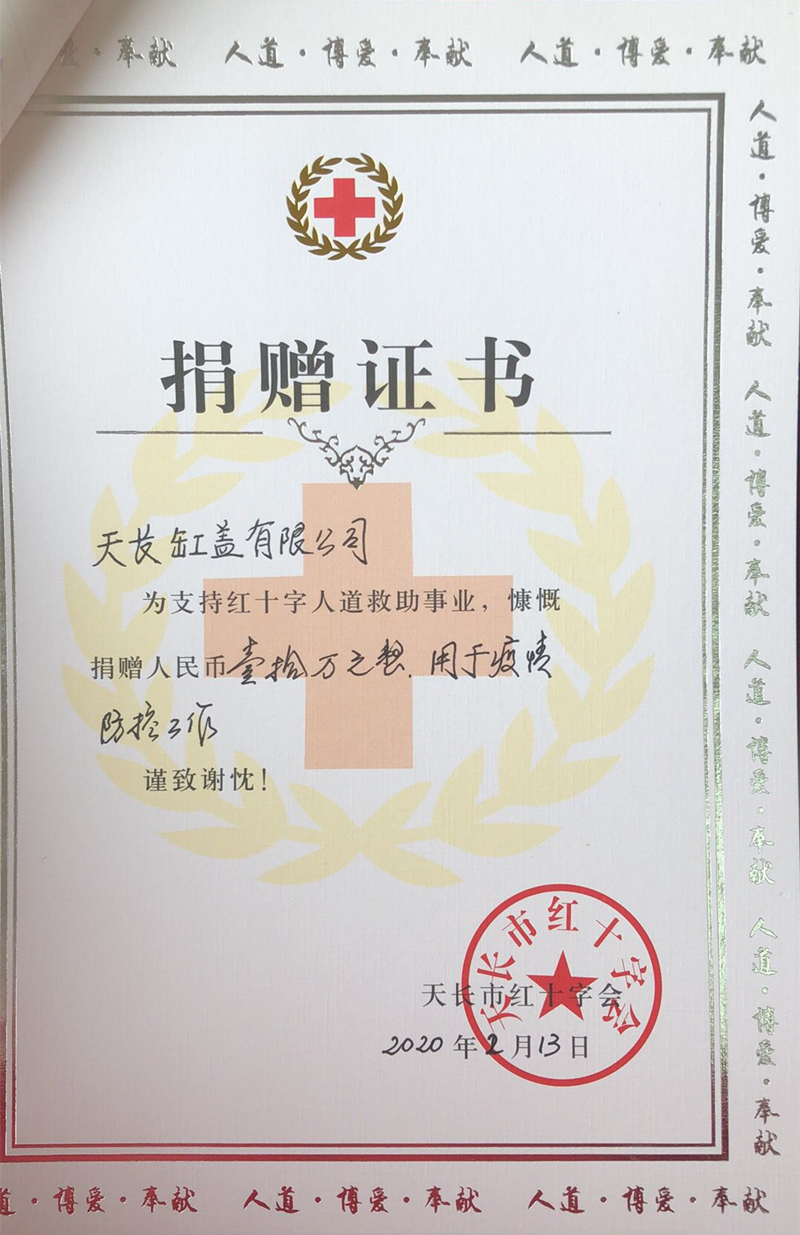 爱·奉献 人道·博爱·奉献 人道·博爱·奉献
人道·博爱·奉献 人道·博爱·奉献 人道·博爱·奉献 人道·博爱·奉献
捐赠证书
天长缸盖有限公司
为支持红十字人道救助事业，慷慨
捐赠人民币壹拾万元整.用于疫情
防控工作
谨致谢忱！
天长市红十字会
天长市红十字会
2020年2月13日
道·博爱·奉献 人道·博爱·奉献 人道·博爱·奉献